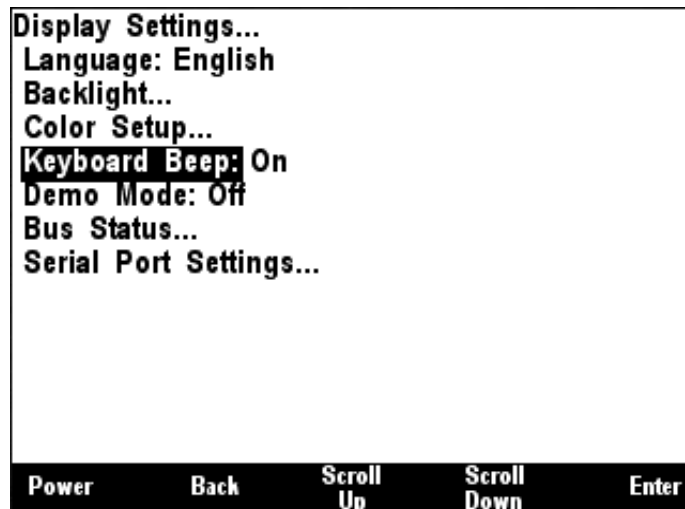 Display Settings...
Language: English
Backlight...
Color Setup...
Keyboard Beep: On
Demo Mode: Off
Bus Status...
Serial Port Settings...
Power Back Scroll Up Scroll Down Enter